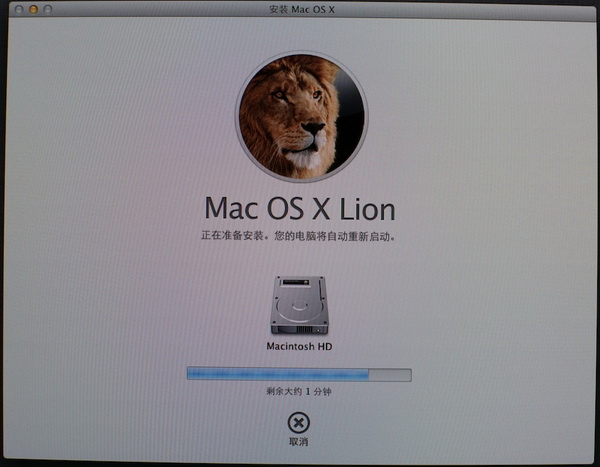 安装 Mac OS X
Mac OS X Lion
正在准备安装。您的电脑将自动重新启动。
Macintosh HD
剩余大约 1 分钟
取消